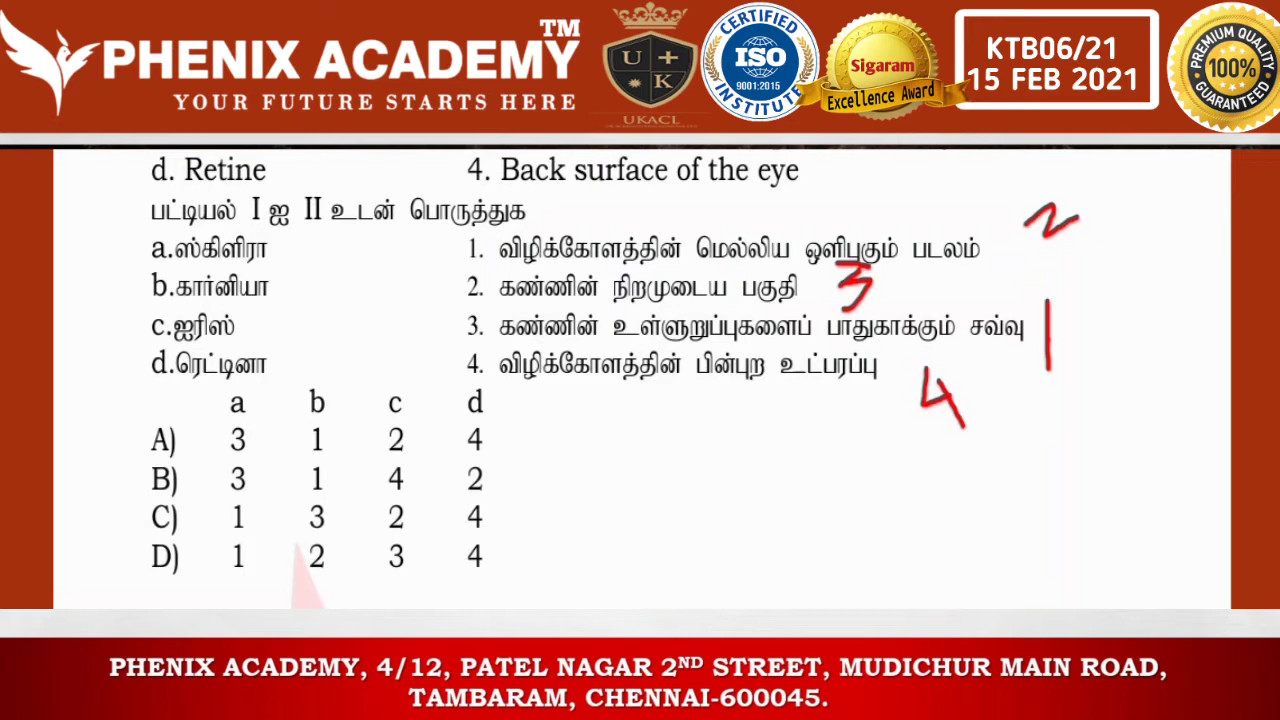 TM
PHENIX ACADEMY
YOUR FUTURE STARTS HERE
U + K
UKACL
CERTIFIED
ISO
9001:2015
INSTITUTE
Sigaram
Excellence Award
KTB06/21
15 FEB 2021
PREMIUM QUALITY
100%
GUARANTEED
d. Retine 4. Back surface of the eye
பட்டியல் I ஐ II உடன் பொருத்துக
2
a.ஸ்கிளிரா 1. விழிக்கோளத்தின் மெல்லிய ஒளிபுகும் படலம்
b.கார்னியா 2. கண்ணின் நிறமுடைய பகுதி 3
c.ஐரிஸ் 3. கண்ணின் உள்ளுறுப்புகளைப் பாதுகாக்கும் சவ்வு 1
d.ரெட்டினா 4. விழிக்கோளத்தின் பின்புற உட்பரப்பு 4
a b c d
A) 3 1 2 4
B) 3 1 4 2
C) 1 3 2 4
D) 1 2 3 4
PHENIX ACADEMY, 4/12, PATEL NAGAR 2ND STREET, MUDICHUR MAIN ROAD,
TAMBARAM, CHENNAI-600045.